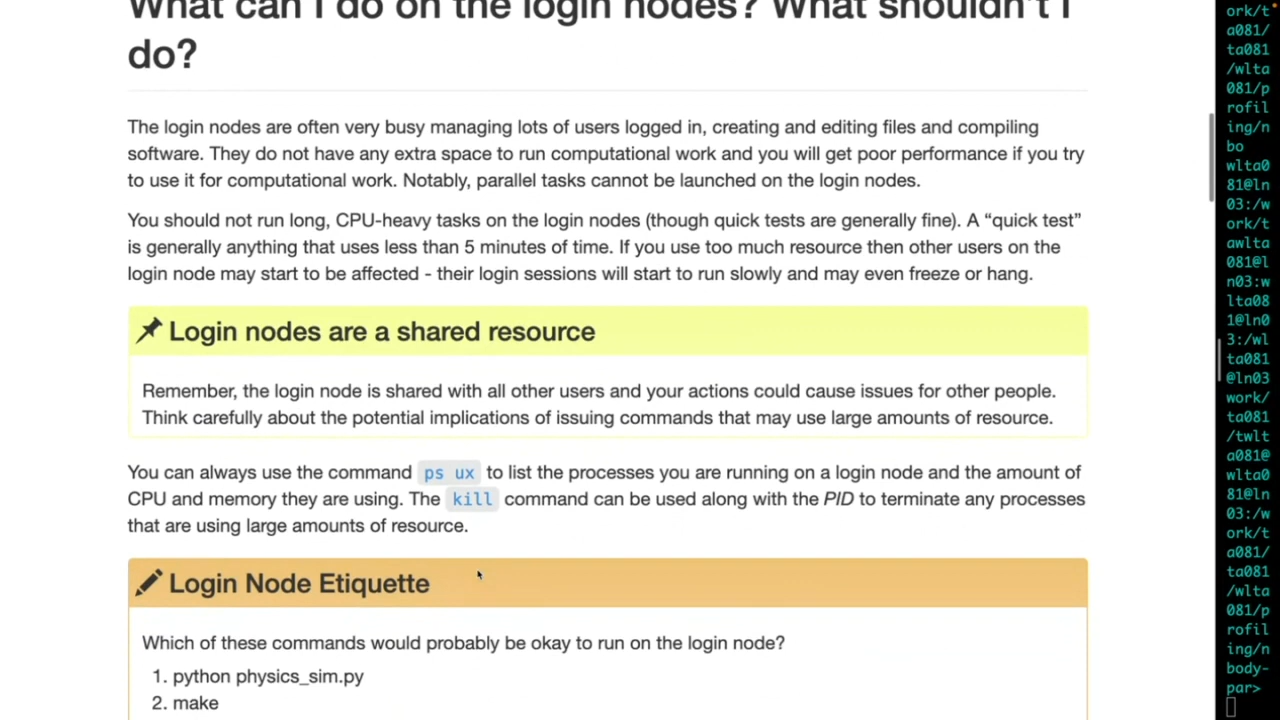 What can I do on the login nodes? What shouldn't I
do?
The login nodes are often very busy managing lots of users logged in, creating and editing files and compiling
software. They do not have any extra space to run computational work and you will get poor performance if you try
to use it for computational work. Notably, parallel tasks cannot be launched on the login nodes.
You should not run long, CPU-heavy tasks on the login nodes (though quick tests are generally fine). A “quick test”
is generally anything that uses less than 5 minutes of time. If you use too much resource then other users on the
login node may start to be affected - their login sessions will start to run slowly and may even freeze or hang.
Login nodes are a shared resource
Remember, the login node is shared with all other users and your actions could cause issues for other people.
Think carefully about the potential implications of issuing commands that may use large amounts of resource.
You can always use the command ps ux to list the processes you are running on a login node and the amount of
CPU and memory they are using. The kill command can be used along with the PID to terminate any processes
that are using large amounts of resource.
Login Node Etiquette
Which of these commands would probably be okay to run on the login node?
1. python physics_sim.py
2. make
ork/t
a081/
ta081
/wlta
081/p
rofil
ing/n
bo
wlta0
81@ln
03:/w
ork/t
awlta
081@l
n03:w
lta08
1@ln0
3:/wl
ta081
@ln03
work/
ta081
/twlt
a081@
wlta0
81@ln
03:/w
ork/t
a081/
ta081
/wlta
081/p
rofil
ing/n
body-
par>